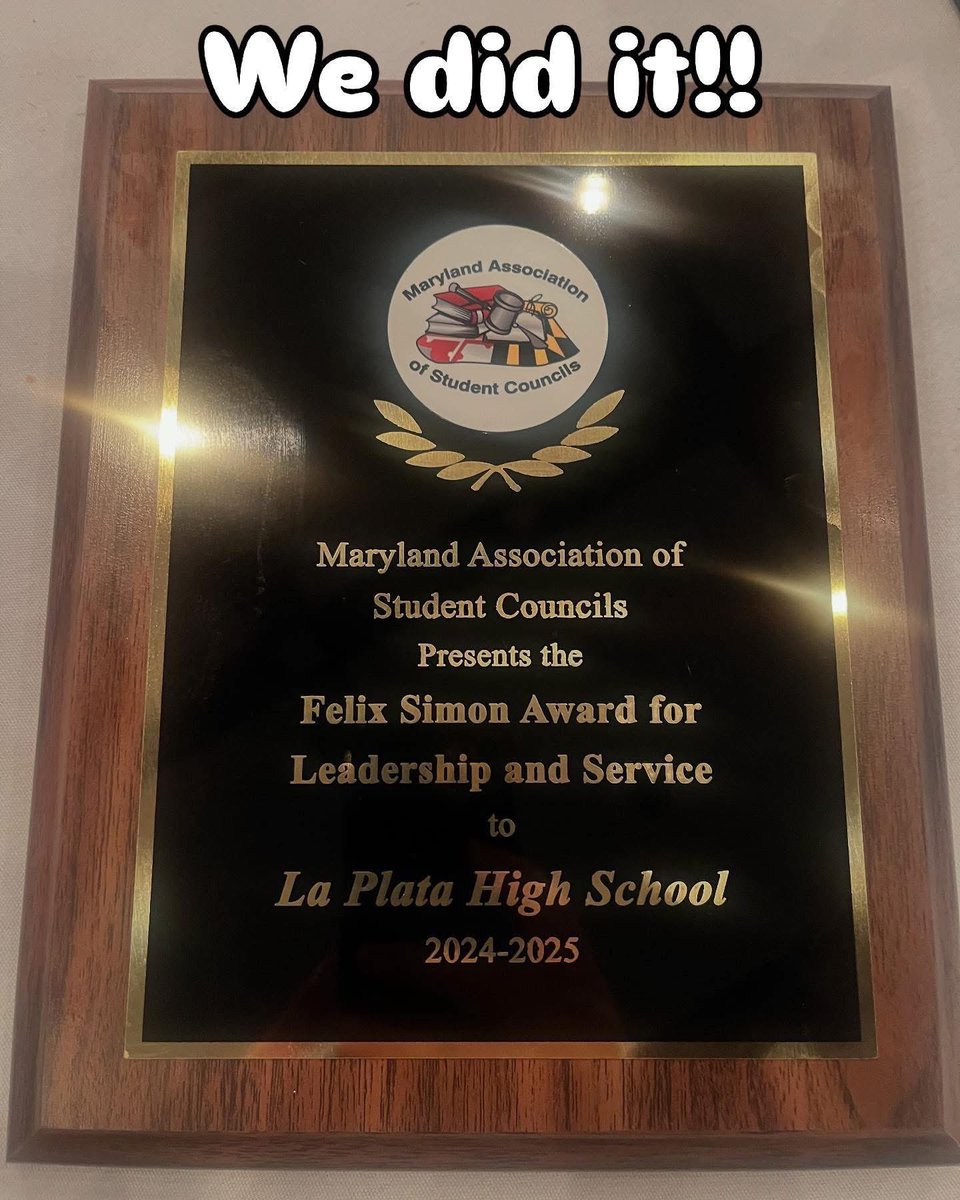 We did it!!
Maryland Association
of Student Councils
Maryland Association of
Student Councils
Presents the
Felix Simon Award for
Leadership and Service
to
La Plata High School
2024-2025